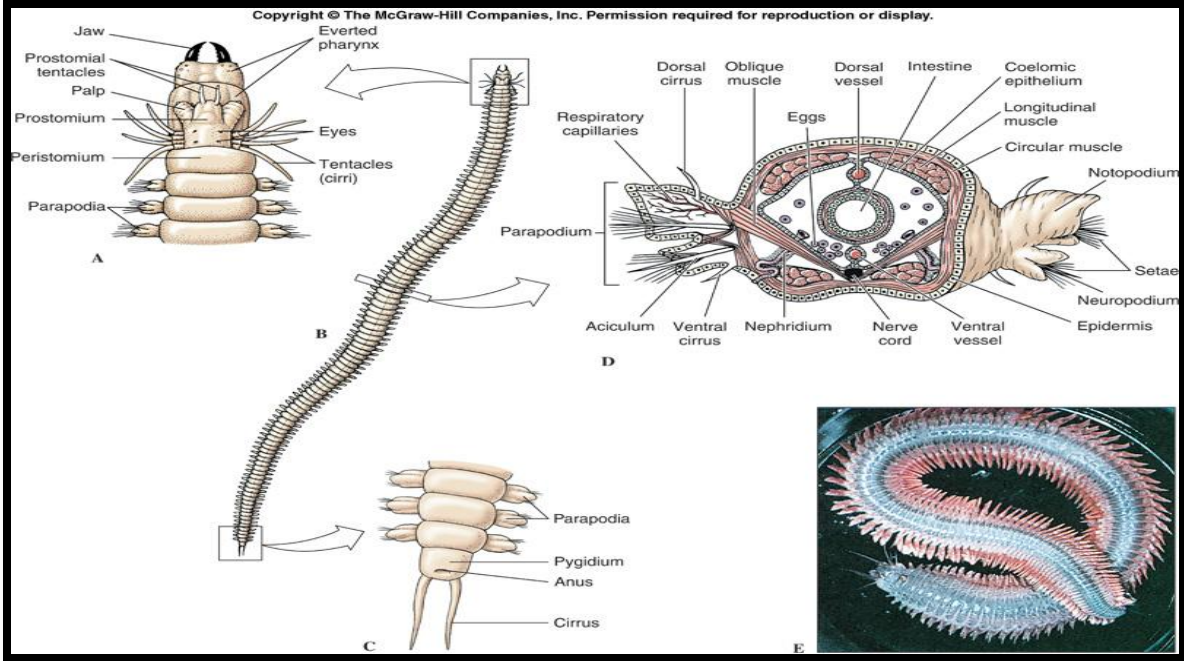 Copyright © The McGraw-Hill Companies, Inc. Permission required for reproduction or display.
Jaw
Prostomial
tentacles
Palp
Prostomium
Peristomium
Parapodia
Everted
pharynx
Eyes
Tentacles
(cirri)
A
B
Parapodia
Pygidium
Anus
Cirrus
C
Dorsal
cirrus
Oblique
muscle
Dorsal
vessel
Intestine
Coelomic
epithelium
Respiratory
capillaries
Eggs
Longitudinal
muscle
Circular muscle
Notopodium
Parapodium
Setae
Neuropodium
Aciculum
Ventral
cirrus
Nephridium
Nerve
cord
Ventral
vessel
Epidermis
D
E